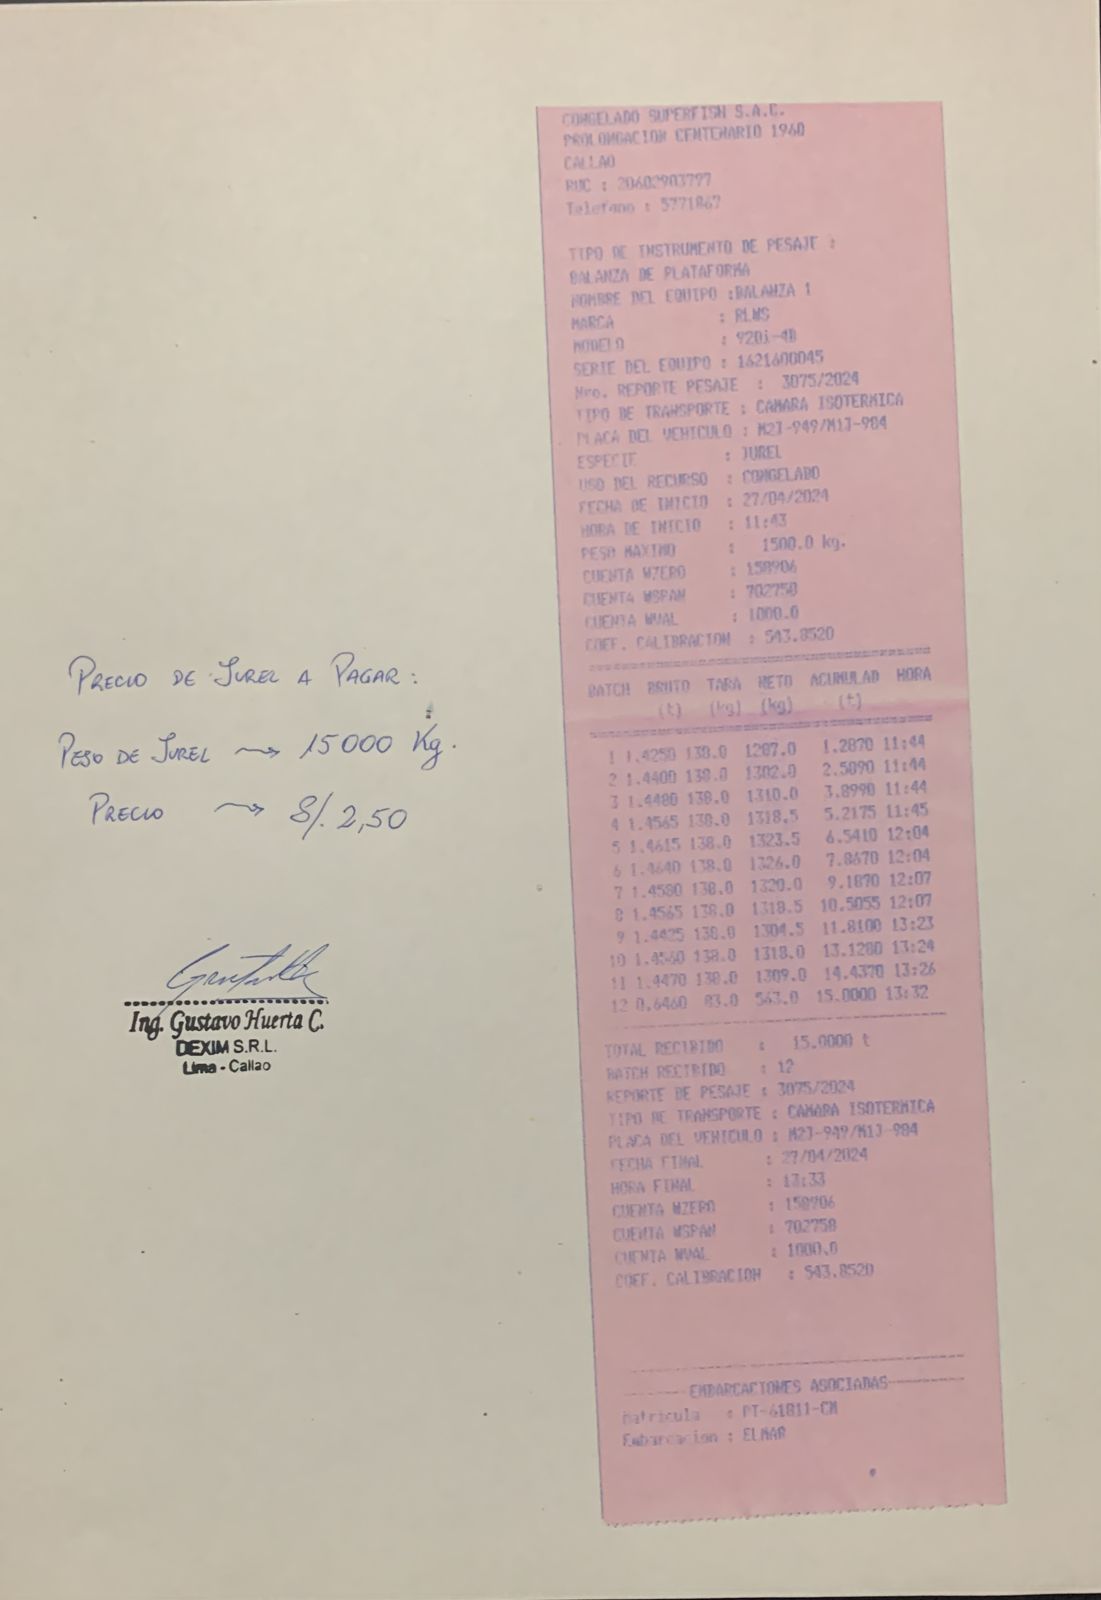 PRECIO DE JUREL A PAGAR:
PESO DE JUREL ~> 15000 Kg.
PRECIO ~> S/. 2,50
Ing. Gustavo Huerta C.
DEXIM S.R.L.
Lima - Callao
CONGELADO SUPERFISH S.A.C.
PROLONGACION CENTENARIO 1960
CALLAO
RUC : 20602903797
Telefono : 5771867
TIPO DE INSTRUMENTO DE PESAJE :
BALANZA DE PLATAFORMA
NOMBRE DEL EQUIPO :BALANZA 1
MARCA : RLWS
MODELO : 920i-4B
SERIE DEL EQUIPO : 1621600045
Nro. REPORTE PESAJE : 3075/2024
TIPO DE TRANSPORTE : CAMARA ISOTERMICA
PLACA DEL VEHICULO : M2J-949/M1J-984
ESPECIE : JUREL
USO DEL RECURSO : CONGELADO
FECHA DE INICIO : 27/04/2024
HORA DE INICIO : 11:43
PESO MAXIMO : 1500.0 kg.
CUENTA WZERO : 158906
CUENTA WSPAN : 702758
CUENTA WVAL : 1000.0
COEF. CALIBRACION : 543.8520
BATCH BRUTO TARA NETO ACUMULAD HORA
(t) (kg) (kg) (t)
1 1.4250 138.0 1287.0 1.2870 11:44
2 1.4400 138.0 1302.0 2.5890 11:44
3 1.4480 138.0 1310.0 3.8990 11:44
4 1.4565 138.0 1318.5 5.2175 11:45
5 1.4615 138.0 1323.5 6.5410 12:04
6 1.4640 138.0 1326.0 7.8670 12:04
7 1.4580 138.0 1320.0 9.1870 12:07
8 1.4565 138.0 1318.5 10.5055 12:07
9 1.4425 138.0 1304.5 11.8100 13:23
10 1.4560 138.0 1318.0 13.1280 13:24
11 1.4470 138.0 1309.0 14.4370 13:26
12 0.6460 83.0 563.0 15.0000 13:32
TOTAL RECIBIDO : 15.0000 t
BATCH RECIBIDO : 12
REPORTE DE PESAJE : 3075/2024
TIPO DE TRANSPORTE : CAMARA ISOTERMICA
PLACA DEL VEHICULO : M2J-949/M1J-984
FECHA FINAL : 27/04/2024
HORA FINAL : 13:33
CUENTA WZERO : 158906
CUENTA WSPAN : 702758
CUENTA WVAL : 1000.0
COEF. CALIBRACION : 543.8520
------EMBARCACIONES ASOCIADAS------
Matricula : PT-61811-CM
Embarcacion : ELMAR